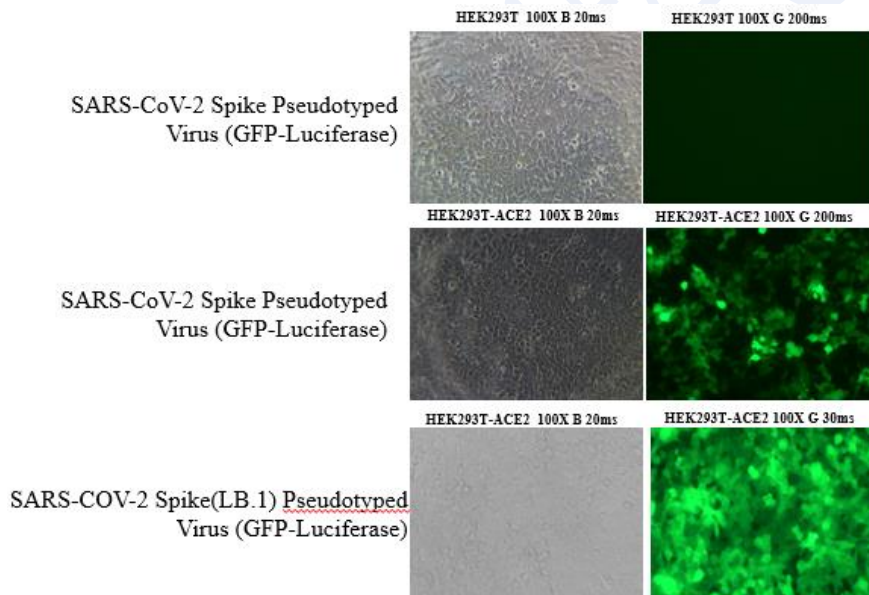 HEK293T 100X B 20ms
HEK293T 100X G 200ms
SARS-CoV-2 Spike Pseudotyped
Virus (GFP-Luciferase)
HEK293T-ACE2 100X B 20ms
HEK293T-ACE2 100X G 200ms
SARS-CoV-2 Spike Pseudotyped
Virus (GFP-Luciferase)
HEK293T-ACE2 100X B 20ms
HEK293T-ACE2 100X G 30ms
SARS-COV-2 Spike(LB.1) Pseudotyped
Virus (GFP-Luciferase)